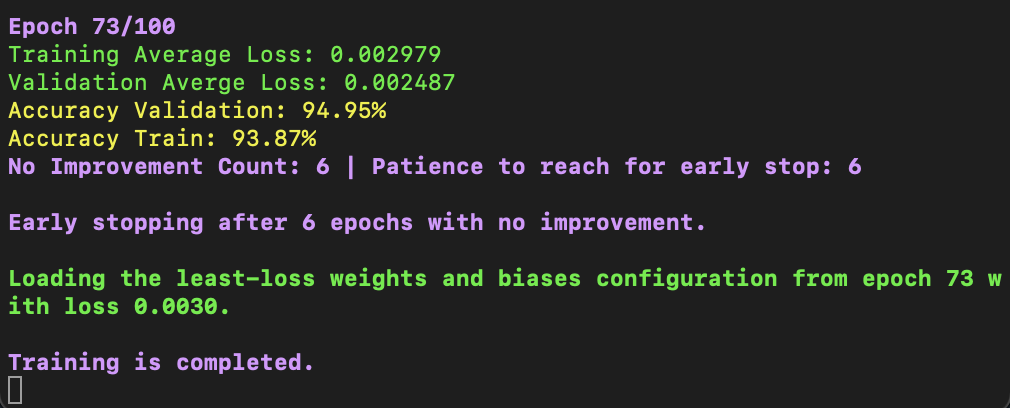 Epoch 73/100
Training Average Loss: 0.002979
Validation Averge Loss: 0.002487
Accuracy Validation: 94.95%
Accuracy Train: 93.87%
No Improvement Count: 6 | Patience to reach for early stop: 6
Early stopping after 6 epochs with no improvement.
Loading the least-loss weights and biases configuration from epoch 73 w
ith loss 0.0030.
Training is completed.